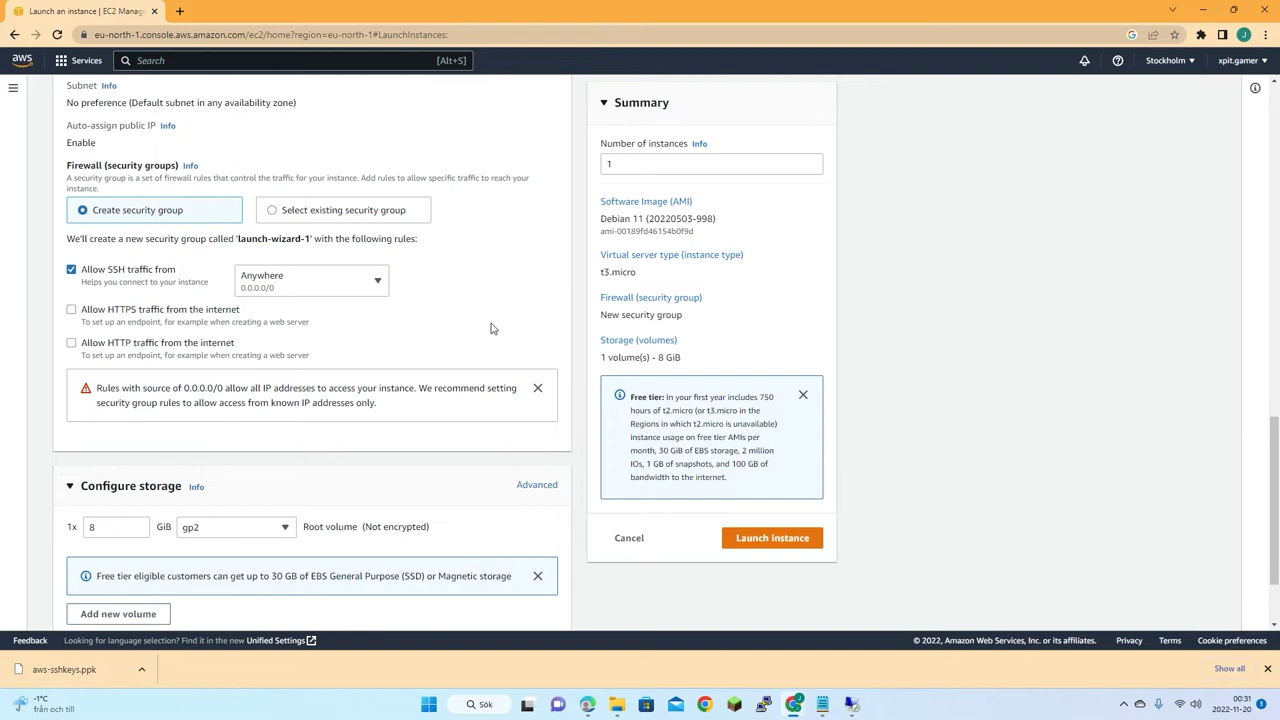 Launch an instance | EC2 Manag
eu-north-1.console.aws.amazon.com/ec2/home?region=eu-north-1#LaunchInstances:
J
aws
Services
Search
[Alt+S]
Stockholm
xpit.gamer
Subnet Info
No preference (Default subnet in any availability zone)
Auto-assign public IP Info
Enable
Firewall (security groups) Info
A security group is a set of firewall rules that control the traffic for your instance. Add rules to allow specific traffic to reach your
instance.
Create security group
Select existing security group
We'll create a new security group called 'launch-wizard-1' with the following rules:
Allow SSH traffic from
Helps you connect to your instance
Anywhere
0.0.0.0/0
Allow HTTPS traffic from the internet
To set up an endpoint, for example when creating a web server
Allow HTTP traffic from the internet
To set up an endpoint, for example when creating a web server
Rules with source of 0.0.0.0/0 allow all IP addresses to access your instance. We recommend setting
security group rules to allow access from known IP addresses only.
Configure storage Info
Advanced
1x 8 GiB gp2 Root volume (Not encrypted)
Free tier eligible customers can get up to 30 GB of EBS General Purpose (SSD) or Magnetic storage
Add new volume
Summary
Number of instances Info
1
Software Image (AMI)
Debian 11 (20220503-998)
ami-00189fd46154b0f9d
Virtual server type (instance type)
t3.micro
Firewall (security group)
New security group
Storage (volumes)
1 volume(s) - 8 GiB
Free tier: In your first year includes 750
hours of t2.micro (or t3.micro in the
Regions in which t2.micro is unavailable)
instance usage on free tier AMIs per
month, 30 GiB of EBS storage, 2 million
IOs, 1 GB of snapshots, and 100 GB of
bandwidth to the internet.
Cancel
Launch instance
Feedback
Looking for language selection? Find it in the new Unified Settings
© 2022, Amazon Web Services, Inc. or its affiliates.
Privacy
Terms
Cookie preferences
aws-sshkeys.ppk
Show all
-1°C
från och till
Sök
00:31
2022-11-20
3